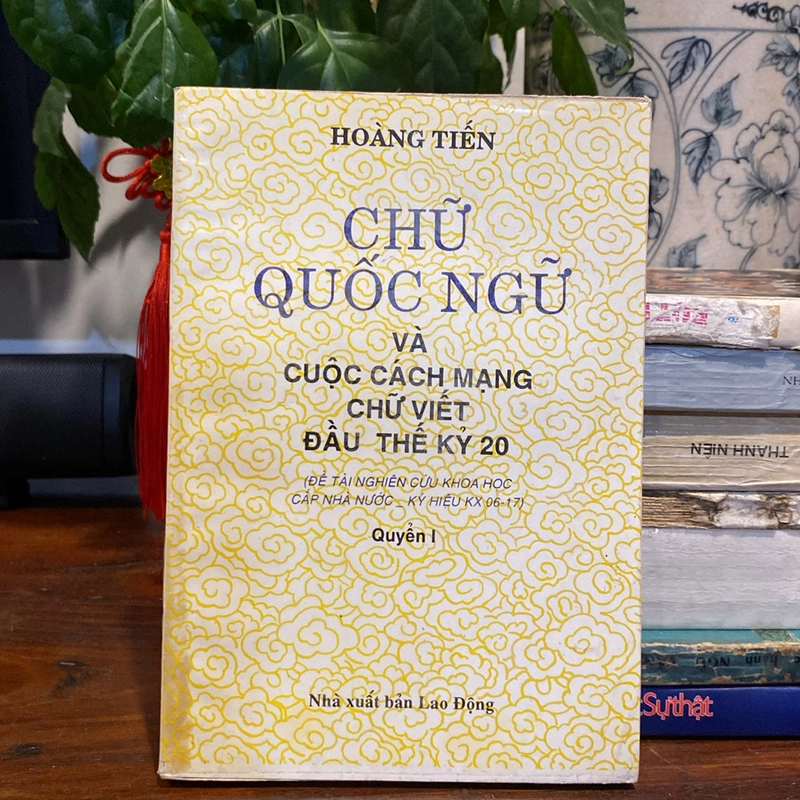 HOÀNG TIẾN
CHỮ
QUỐC NGỮ
VÀ
CUỘC CÁCH MẠNG
CHỮ VIẾT
ĐẦU THẾ KỶ 20
(ĐỀ TÀI NGHIÊN CỨU KHOA HỌC
CẤP NHÀ NƯỚC _ KÝ HIỆU KX 06-17)
Quyển I
Nhà xuất bản Lao Động
THANH NIÊN
Sự thật